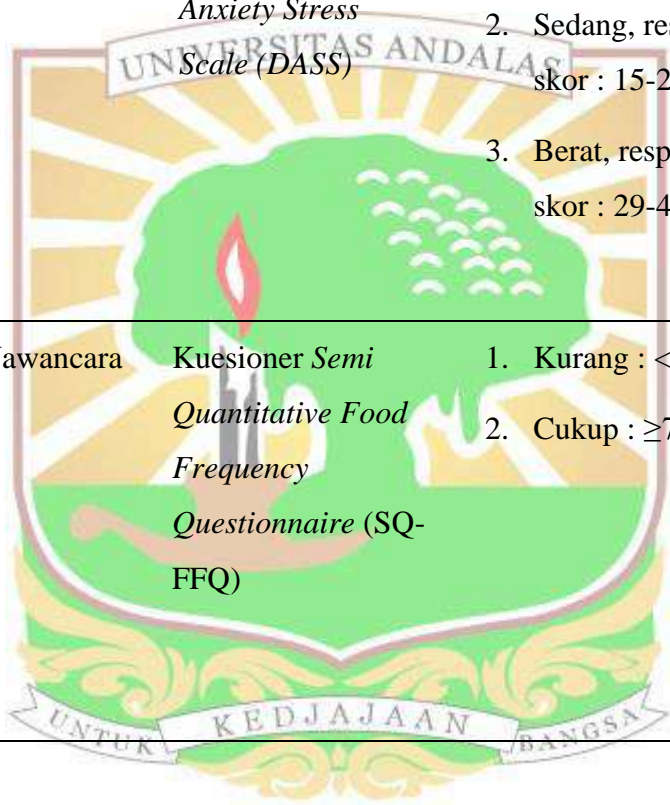 Anxiety Stress
Scale (DASS)
2. Sedang, res
skor : 15-2
3. Berat, resp
skor : 29-4
UNIVERSITAS ANDALAS
awancara
Kuesioner Semi
Quantitative Food
Frequency
Questionnaire (SQ-
FFQ)
1. Kurang : <
2. Cukup : ≥7
UNTUK KEDJAJAAN BANGSA